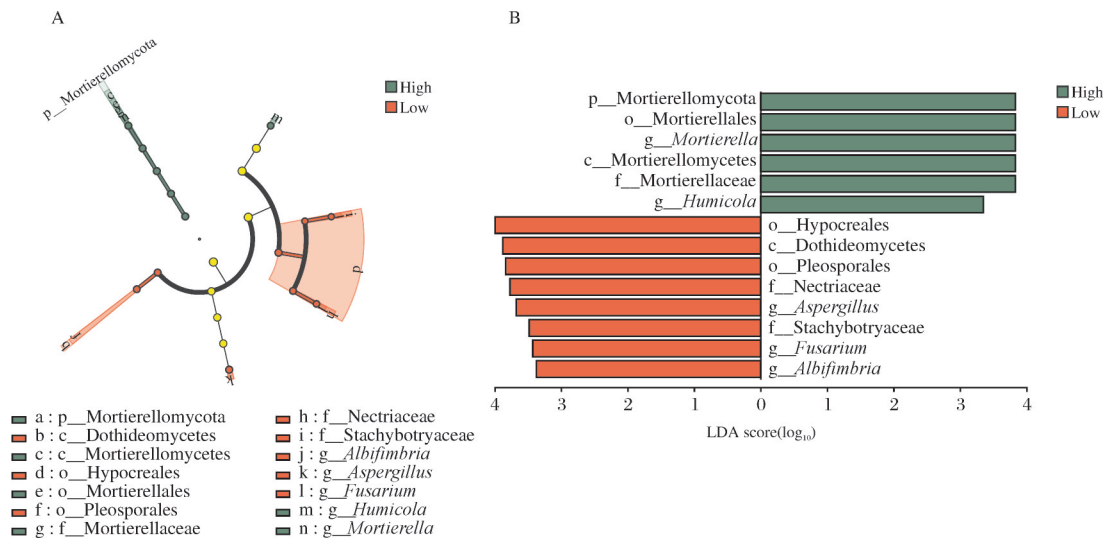 A
p__Mortierellomycota
High
Low
m
d
k
a : p__Mortierellomycota
b : c__Dothideomycetes
c : c__Mortierellomycetes
d : o__Hypocreales
e : o__Mortierellales
f : o__Pleosporales
g : f__Mortierellaceae
h : f__Nectriaceae
i : f__Stachybotryaceae
j : g__Albifimbria
k : g__Aspergillus
l : g__Fusarium
m : g__Humicola
n : g__Mortierella
B
High
Low
p__Mortierellomycota
o__Mortierellales
g__Mortierella
c__Mortierellomycetes
f__Mortierellaceae
g__Humicola
o__Hypocreales
c__Dothideomycetes
o__Pleosporales
f__Nectriaceae
g__Aspergillus
f__Stachybotryaceae
g__Fusarium
g__Albifimbria
4 3 2 1 0 1 2 3 4
LDA score(log₁₀)